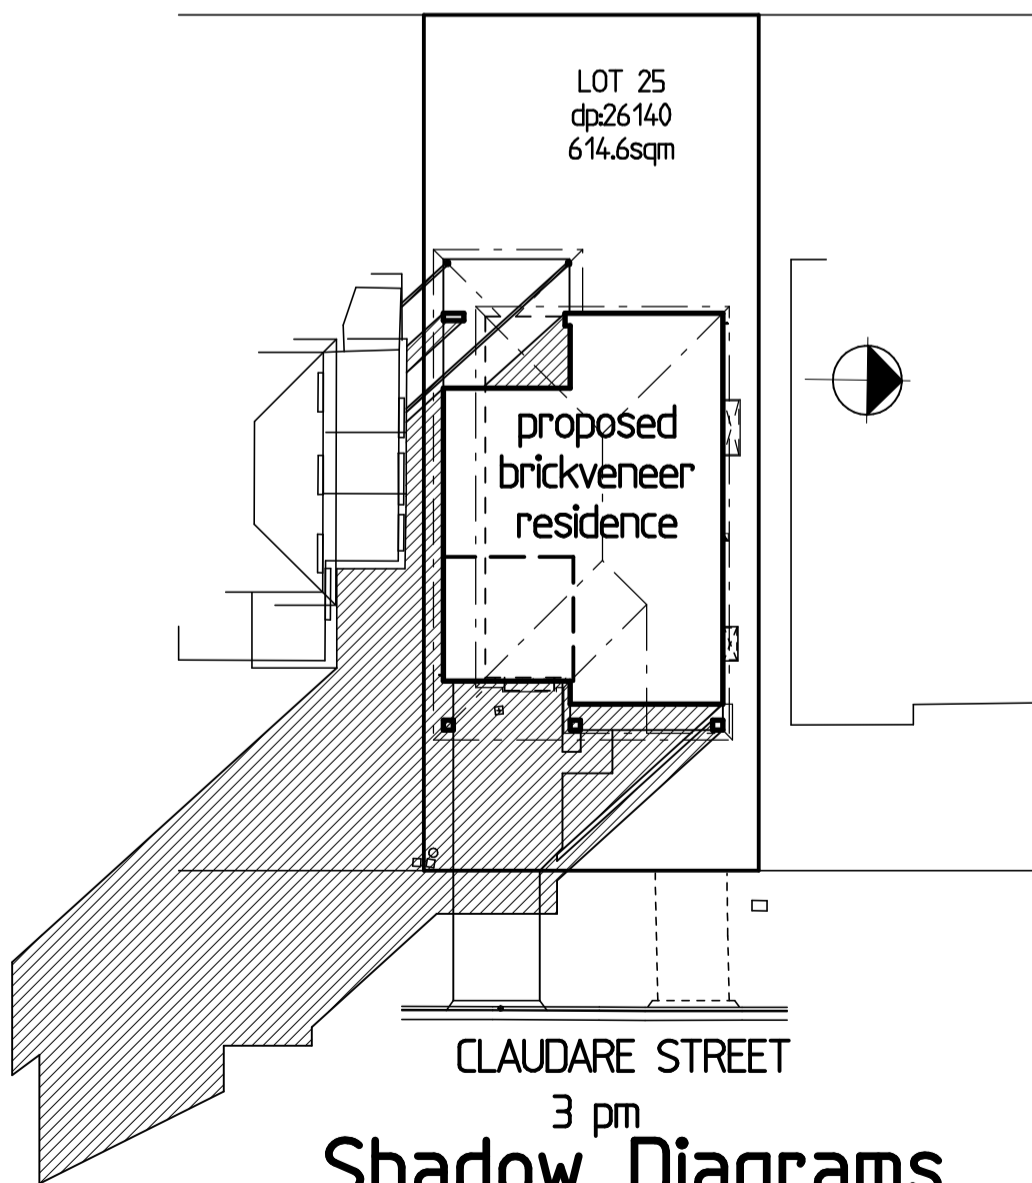 LOT 25
dp:26140
614.6sqm
proposed
brickveneer
residence
CLAUDARE STREET
3 pm
Shadow Diagrams